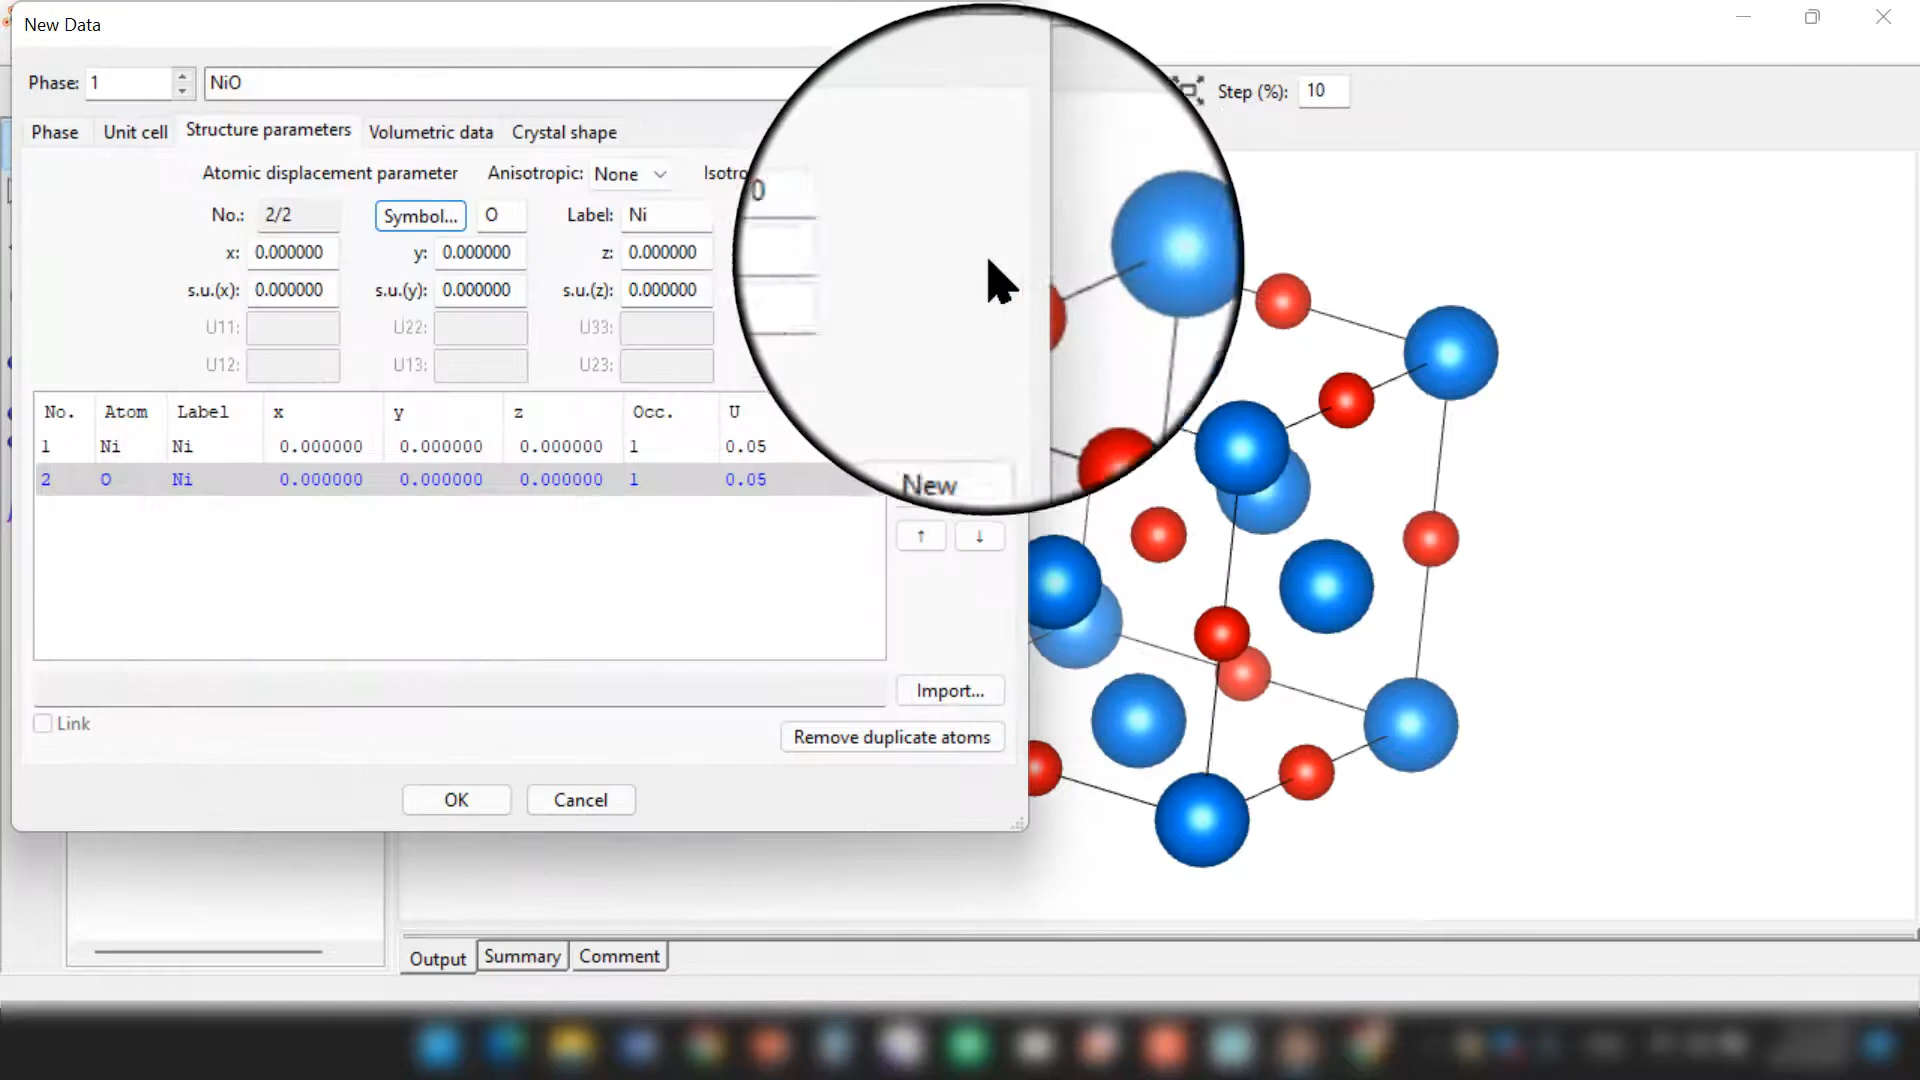 New Data
Step (%): 10
Phase: 1 NiO
Phase Unit cell Structure parameters Volumetric data Crystal shape
Atomic displacement parameter Anisotropic: None Isotro
No.: 2/2 Symbol... O Label: Ni 0
x: 0.000000 y: 0.000000 z: 0.000000
s.u.(x): 0.000000 s.u.(y): 0.000000 s.u.(z): 0.000000
U11: U22: U33:
U12: U13: U23:
No. Atom Label x y z Occ. U
1 Ni Ni 0.000000 0.000000 0.000000 1 0.05
2 O Ni 0.000000 0.000000 0.000000 1 0.05
New
↑ ↓
Import...
Link
Remove duplicate atoms
OK Cancel
Output Summary Comment